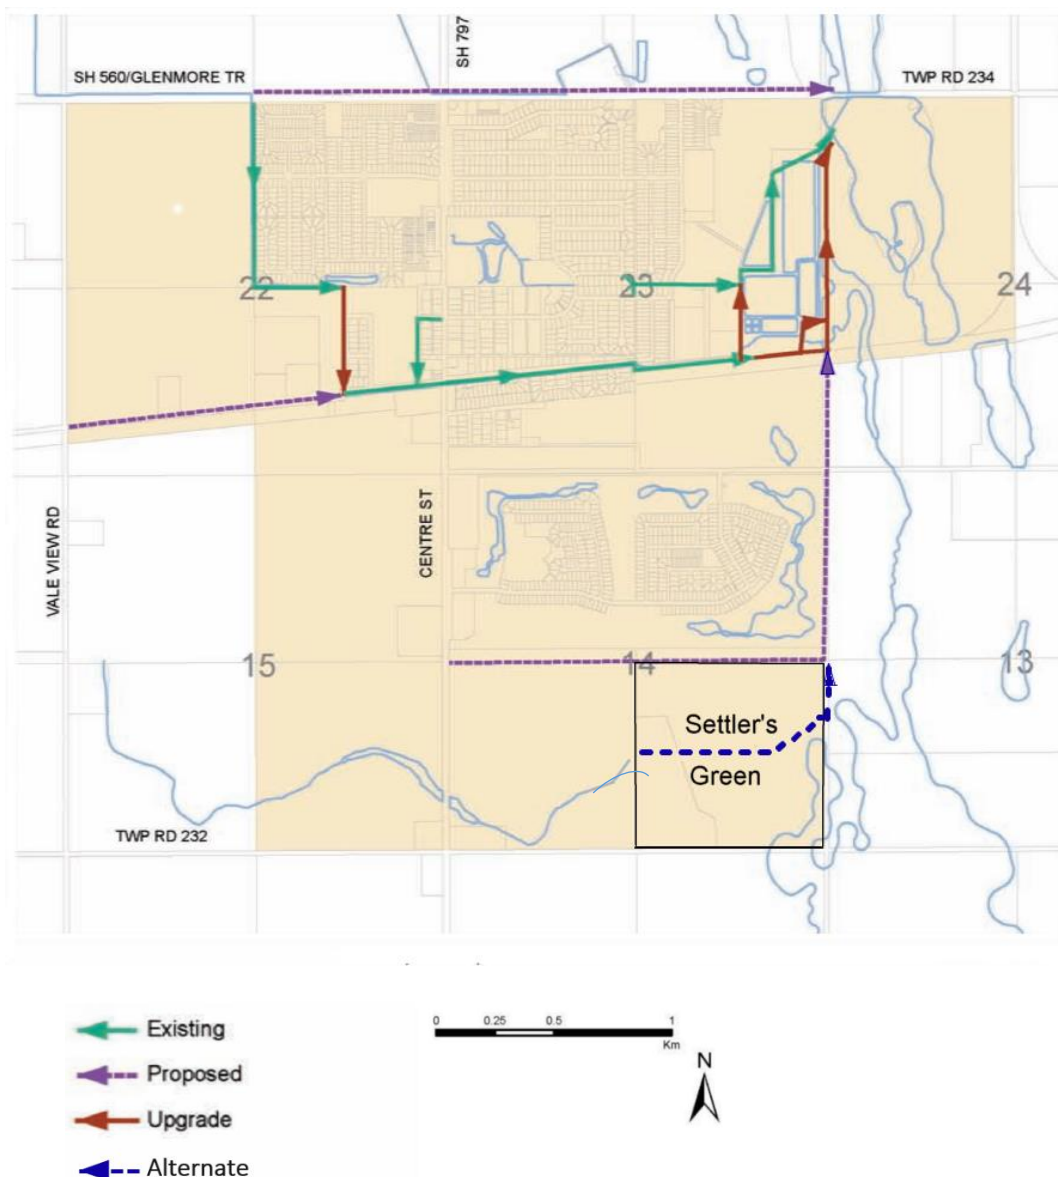 SH 797
SH 560/GLENMORE TR
TWP RD 234
22
23
24
VALE VIEW RD
CENTRE ST
15
14
13
Settler's
Green
TWP RD 232
Existing
Proposed
Upgrade
Alternate
0 0.25 0.5 1
Km
N